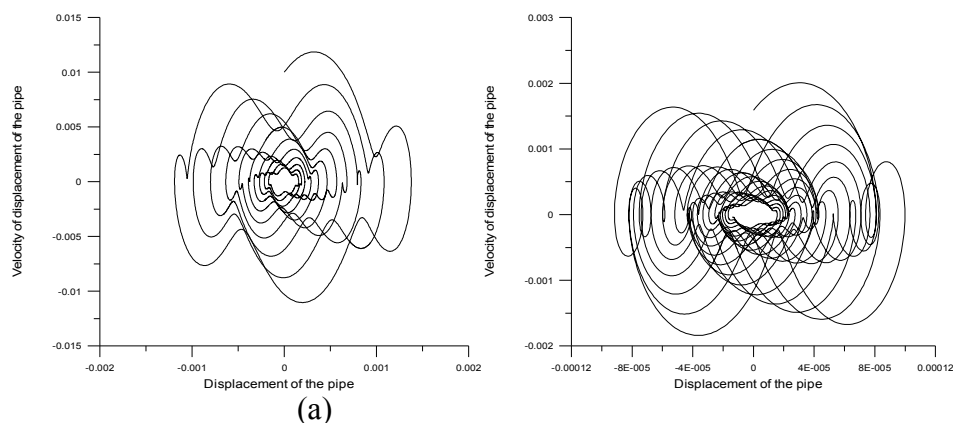 0.015
0.01
0.005
0
-0.005
-0.01
-0.015
Velocity of displacement of the pipe
-0.002
-0.001
0
0.001
0.002
Displacement of the pipe
(a)
0.003
0.002
0.001
0
-0.001
-0.002
Velocity of displacement of the pipe
-0.00012
-8E-005
-4E-005
0
4E-005
8E-005
0.00012
Displacement of the pipe